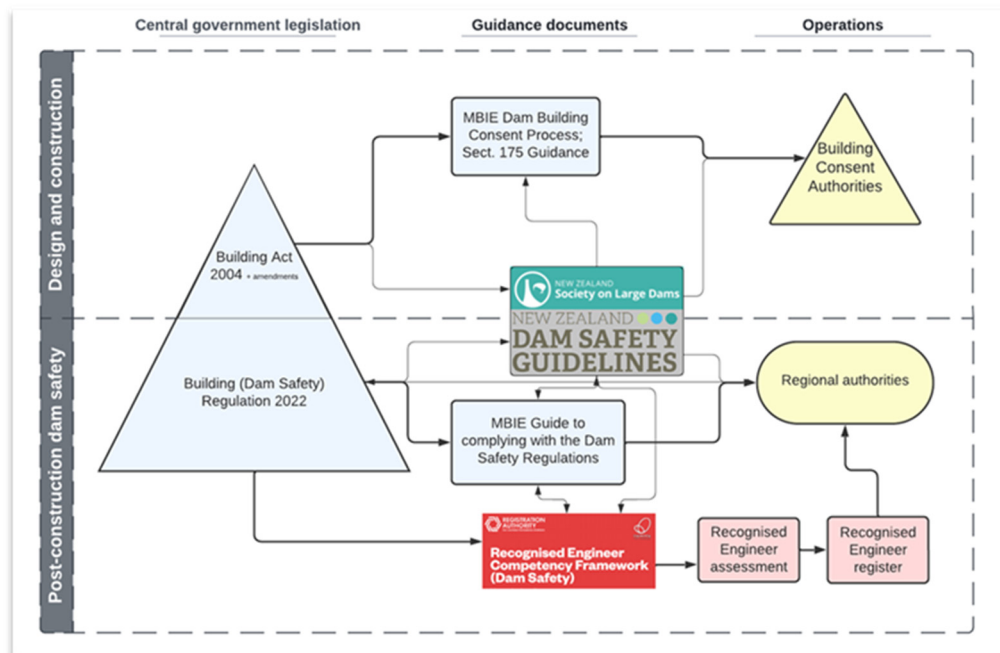 Central government legislation
Guidance documents
Operations
Design and construction
MBIE Dam Building
Consent Process;
Sect. 175 Guidance
Building
Consent
Authorities
Building Act
2004 + amendments
NEW ZEALAND
Society on Large Dams
NEW ZEALAND
DAM SAFETY
GUIDELINES
Post-construction dam safety
Building (Dam Safety)
Regulation 2022
Regional authorities
MBIE Guide to
complying with the Dam
Safety Regulations
REGISTRATION
AUTHORITY
Recognised Engineer
Competency Framework
(Dam Safety)
Recognised
Engineer
assessment
Recognised
Engineer
register